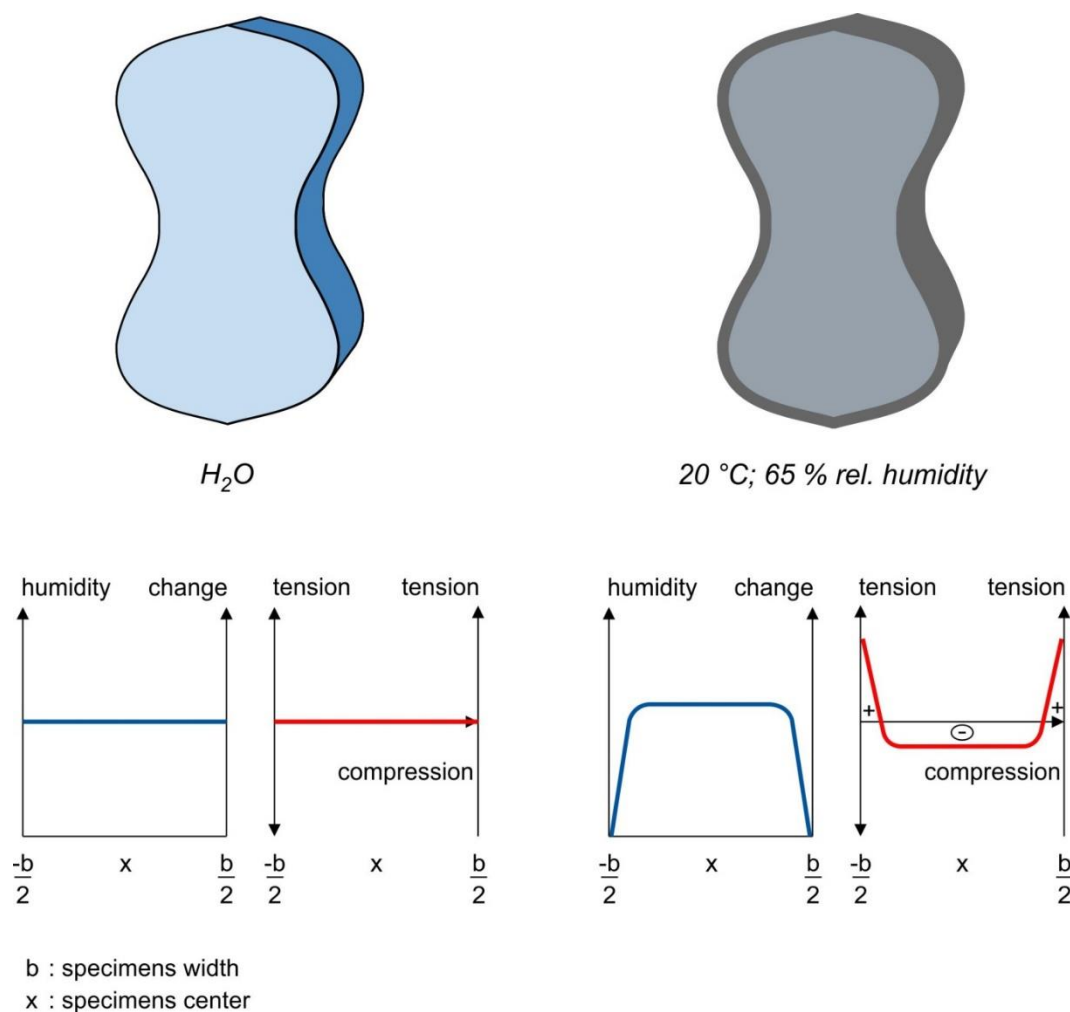 H₂O
20 °C; 65 % rel. humidity
humidity change
tension tension
compression
-b/2 x b/2
-b/2 x b/2
humidity change
tension tension
+ - +
compression
-b/2 x b/2
-b/2 x b/2
b : specimens width
x : specimens center